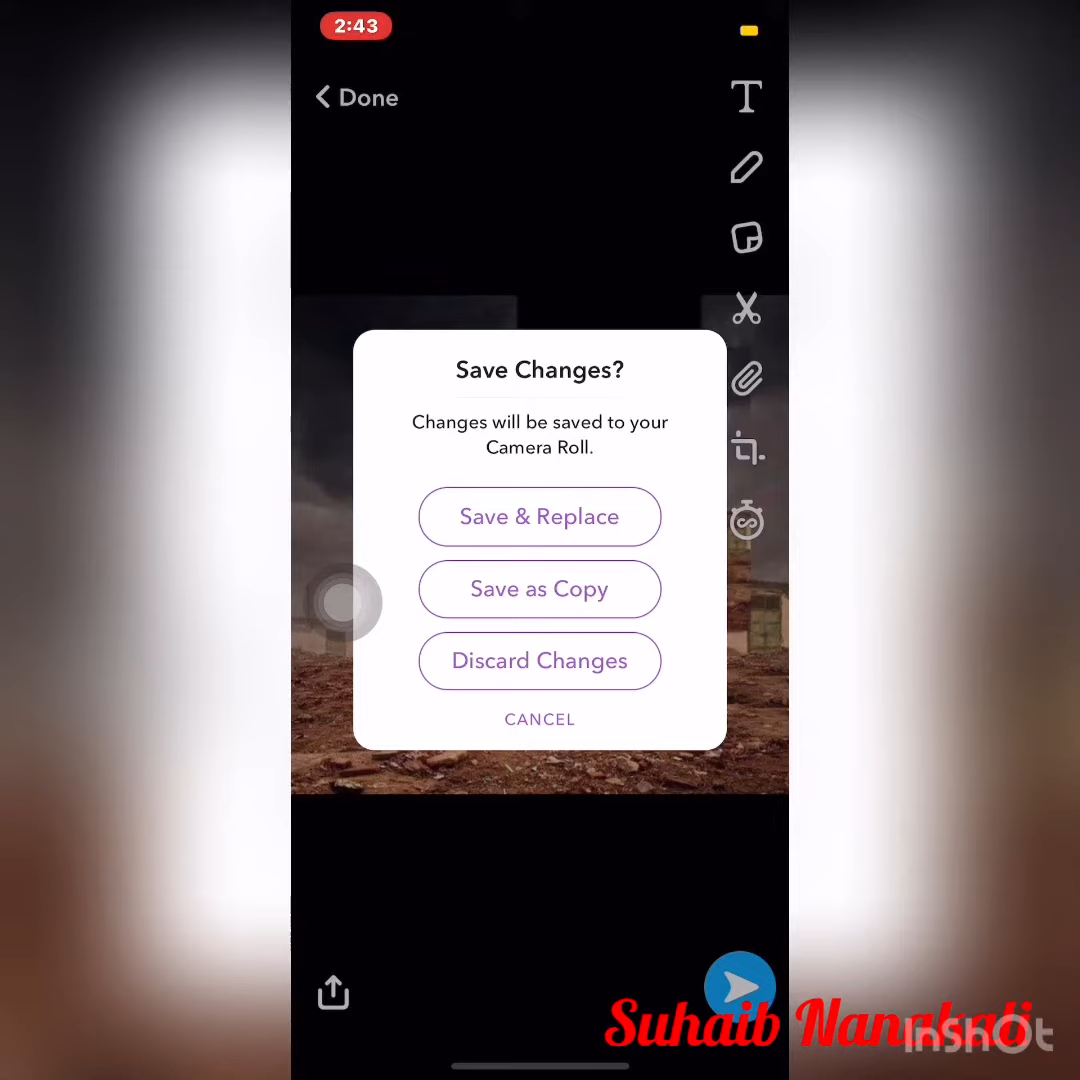 2:43
Done
T
Save Changes?
Changes will be saved to your
Camera Roll.
Save & Replace
Save as Copy
Discard Changes
CANCEL
Suhaib Nanakali
InShOt